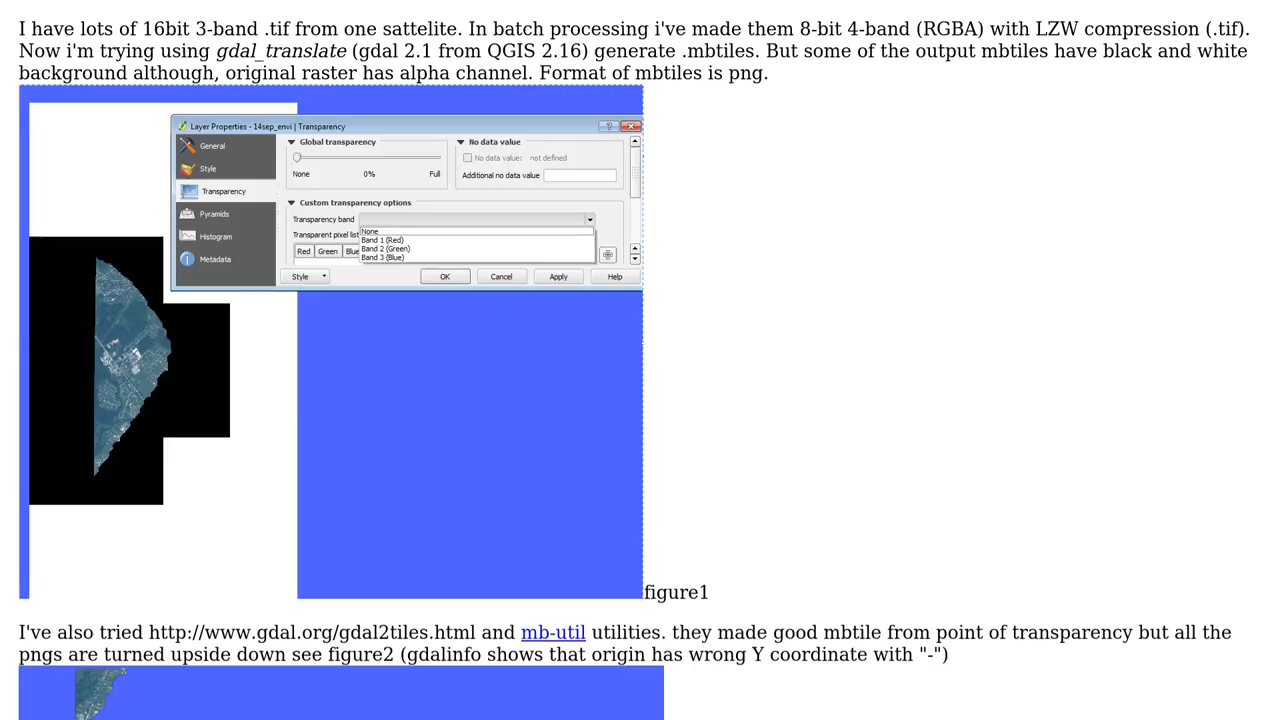 I have lots of 16bit 3-band .tif from one sattelite. In batch processing i've made them 8-bit 4-band (RGBA) with LZW compression (.tif).
Now i'm trying using gdal_translate (gdal 2.1 from QGIS 2.16) generate .mbtiles. But some of the output mbtiles have black and white
background although, original raster has alpha channel. Format of mbtiles is png.
Layer Properties - 14sep_envi | Transparency
General
Style
Transparency
Pyramids
Histogram
Metadata
Global transparency
None 0% Full
No data value
No data value: not defined
Additional no data value
Custom transparency options
Transparency band
None
Band 1 (Red)
Band 2 (Green)
Band 3 (Blue)
Transparent pixel list
Red Green Blue
Style OK Cancel Apply Help
figure1
I've also tried http://www.gdal.org/gdal2tiles.html and mb-util utilities. they made good mbtile from point of transparency but all the
pngs are turned upside down see figure2 (gdalinfo shows that origin has wrong Y coordinate with "-")